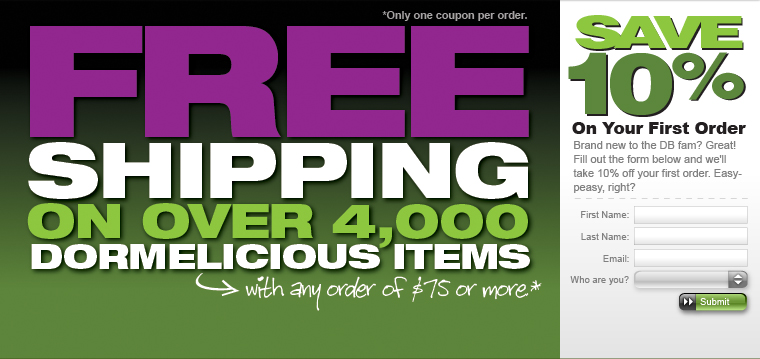 *Only one coupon per order.
FREE
SHIPPING
ON OVER 4,000
DORMELICIOUS ITEMS
with any order of $75 or more.*
SAVE
10%
On Your First Order
Brand new to the DB fam? Great!
Fill out the form below and we'll
take 10% off your first order. Easy-
peasy, right?
First Name:
Last Name:
Email:
Who are you?
Submit